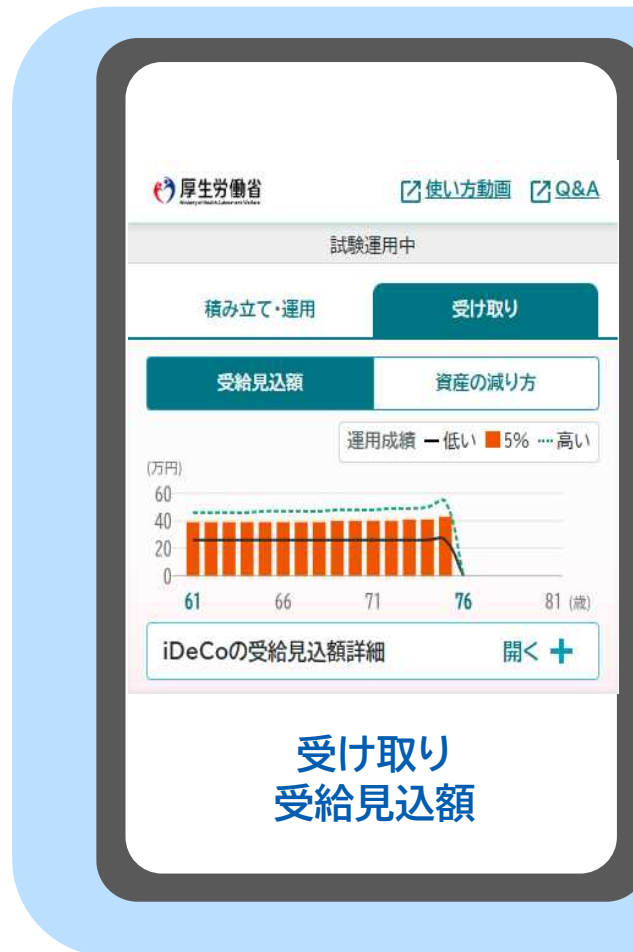 厚生労働省
使い方動画 Q&A
試験運用中
積み立て・運用 受け取り
受給見込額 資産の減り方
運用成績 低い 5% 高い
(万円)
60
40
20
0
61 66 71 76 81 (歳)
iDeCoの受給見込額詳細 開く
受け取り
受給見込額